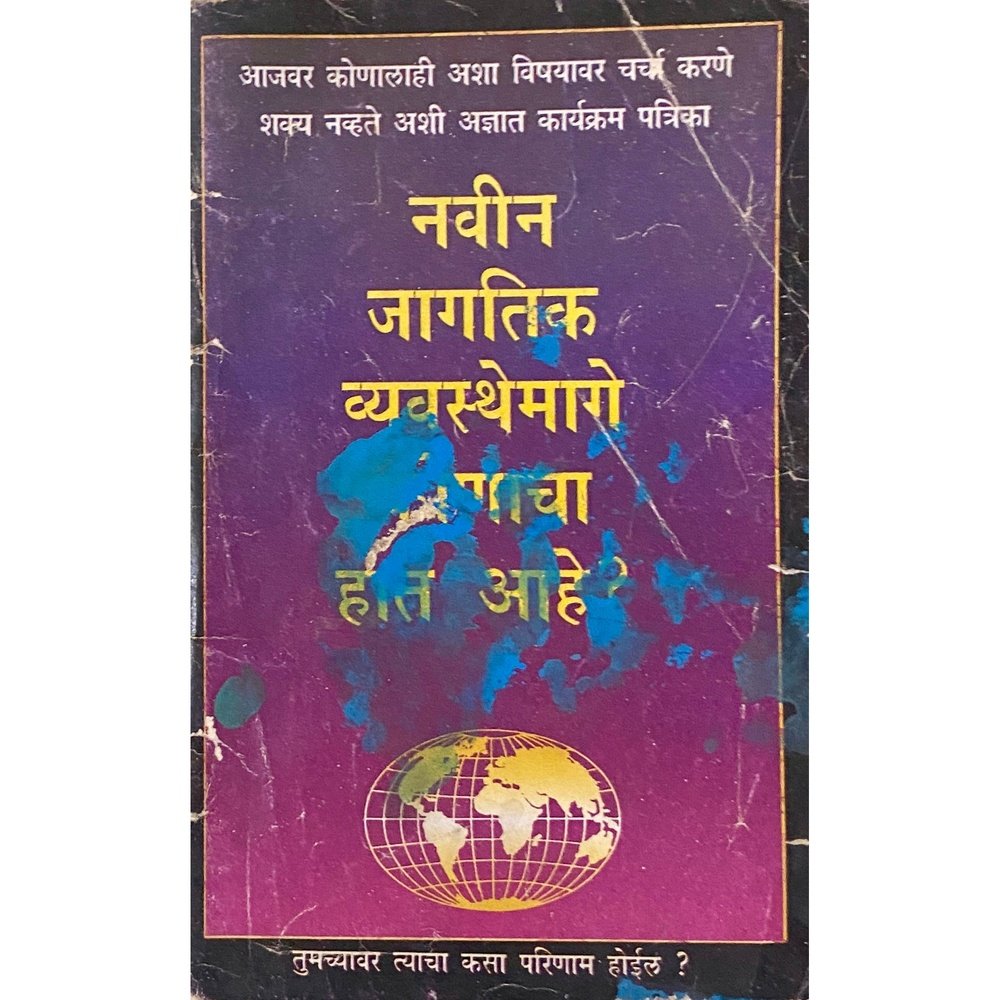 आजवर कोणालाही अशा विषयावर चर्चा करणे
शक्य नव्हते अशी अज्ञात कार्यक्रम पत्रिका
नवीन
जागतिक
व्यवस्थेमागे
हात आहे?
तुमच्यावर त्याचा कसा परिणाम होईल ?